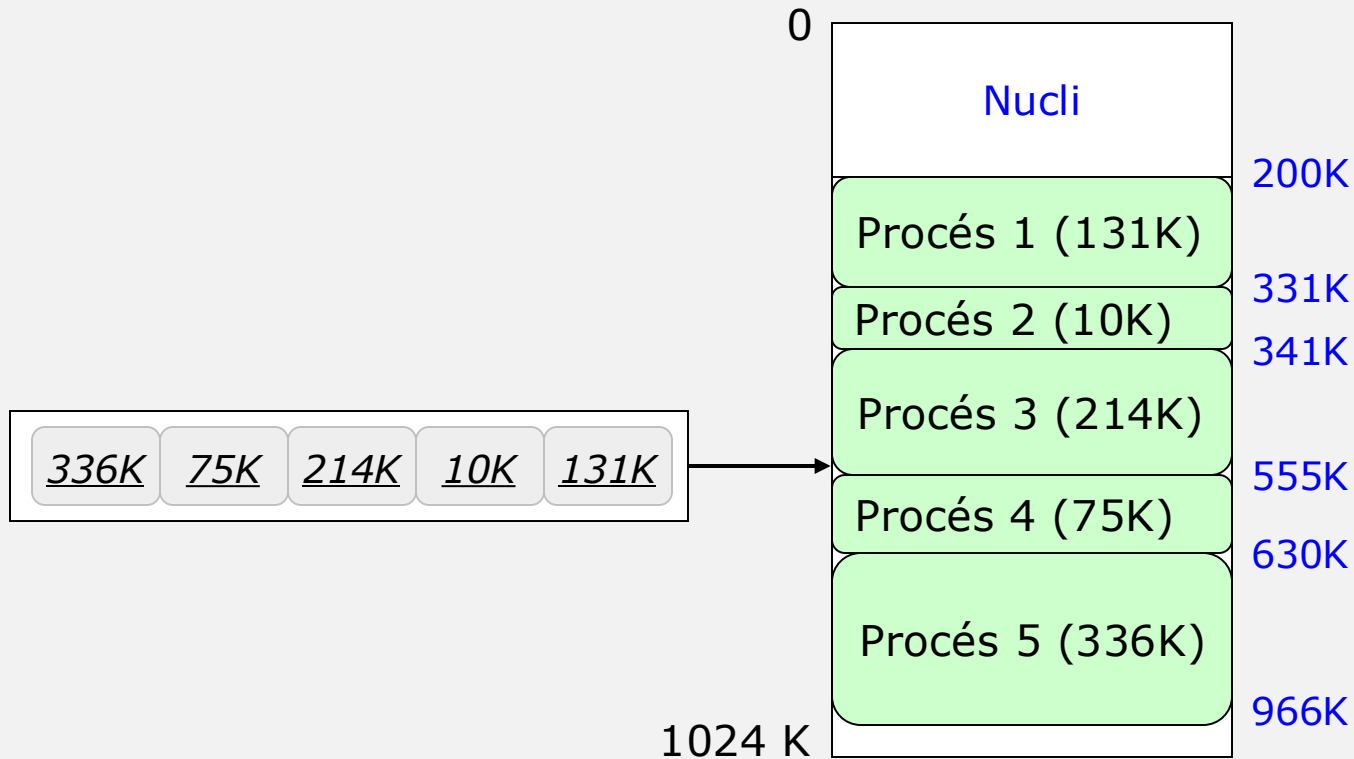 0
Nucli
200K
Procés 1 (131K)
331K
Procés 2 (10K)
341K
Procés 3 (214K)
336K 75K 214K 10K 131K
555K
Procés 4 (75K)
630K
Procés 5 (336K)
966K
1024 K